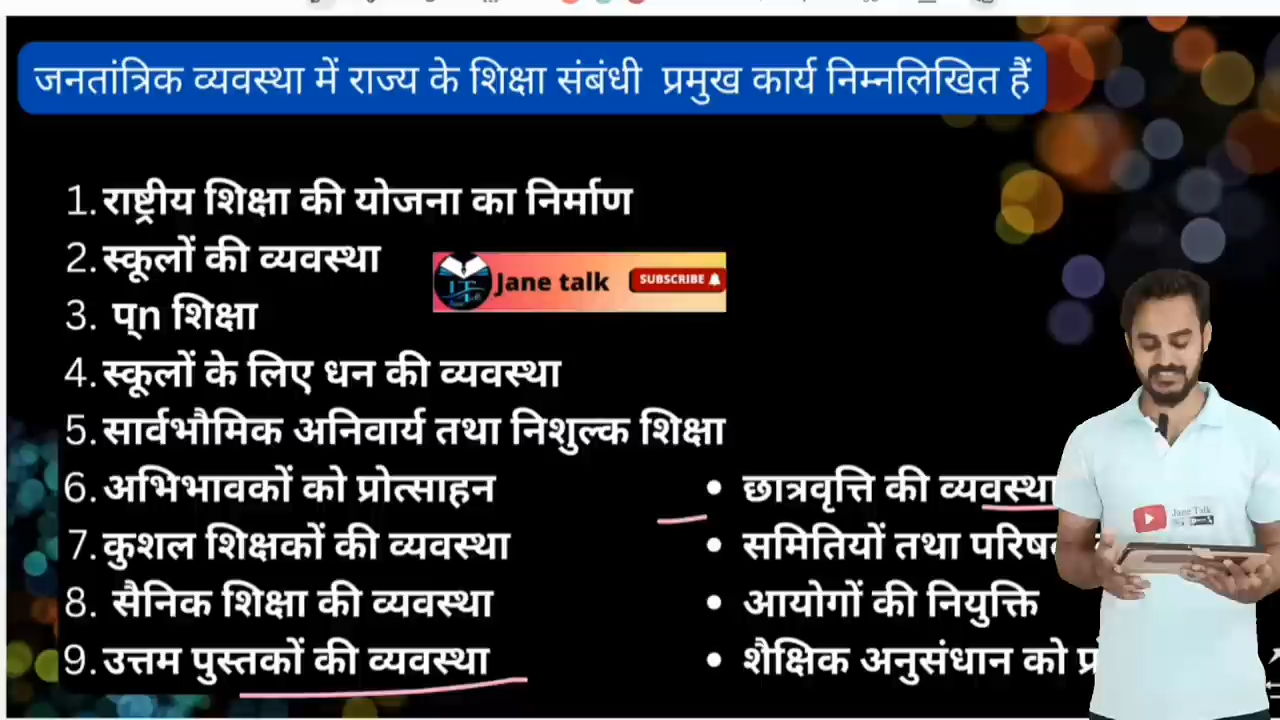 जनतांत्रिक व्यवस्था में राज्य के शिक्षा संबंधी प्रमुख कार्य निम्नलिखित हैं
1. राष्ट्रीय शिक्षा की योजना का निर्माण
2. स्कूलों की व्यवस्था
Jane talk SUBSCRIBE
3. प्n शिक्षा
4. स्कूलों के लिए धन की व्यवस्था
5. सार्वभौमिक अनिवार्य तथा निशुल्क शिक्षा
6. अभिभावकों को प्रोत्साहन
7. कुशल शिक्षकों की व्यवस्था
8. सैनिक शिक्षा की व्यवस्था
9. उत्तम पुस्तकों की व्यवस्था
• छात्रवृत्ति की व्यवस्था
• समितियों तथा
• आयोगों की नियुक्ति
• शैक्षिक अनुसंधान को
Jane Talk